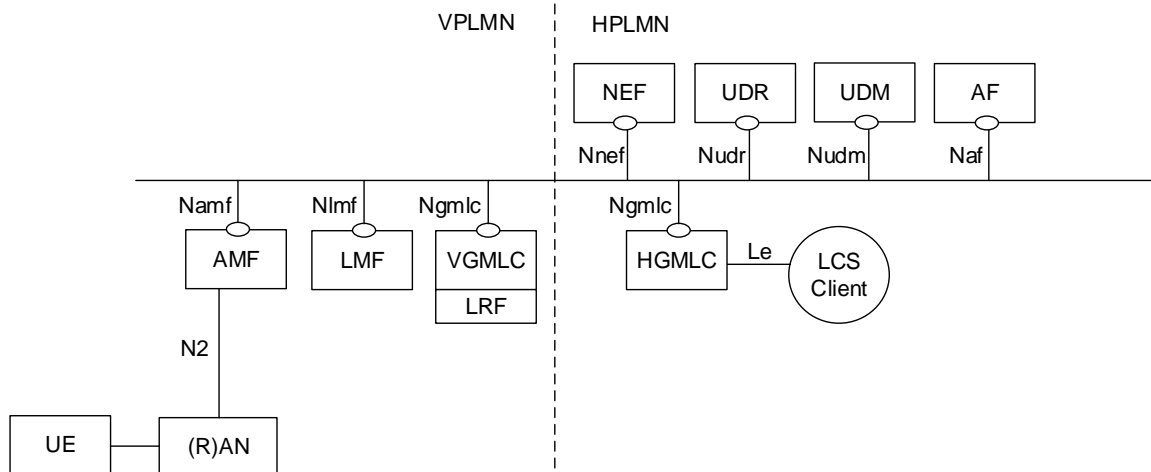 VPLMN
HPLMN
NEF
UDR
UDM
AF
Nnef
Nudr
Nudm
Naf
Namf
Nlmf
Ngmlc
Ngmlc
AMF
LMF
VGMLC
LRF
HGMLC
Le
LCS
Client
N2
UE
(R)AN